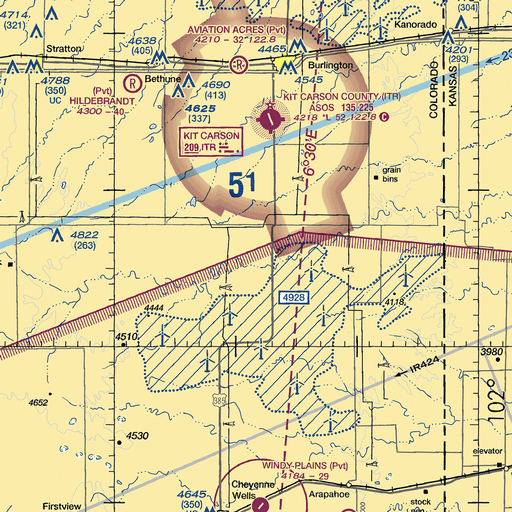 4714
(321)
Stratton
4638
(405)
AVIATION ACRES (Pvt)
4210 - 32 122.8
4465
Kanorado
4304
4201
(293)
4788
(350)
UC
(Pvt)
HILDEBRANDT
4300 - 40
Bethune
4690
(413)
4625
(337)
Burlington
4545
COLORADO
KANSAS
KIT CARSON COUNTY (ITR)
ASOS 135.225
4218 *L 52 122.8 C
KIT CARSON
209 ITR
6°30'E
grain
bins
51
4822
(263)
4444
4928
4118
4510
3980
IR424
385
4652
102°
4530
WINDY PLAINS (Pvt)
4184 - 29
elevator
4645
(350)
Cheyenne
Wells
Arapahoe
stock
Firstview